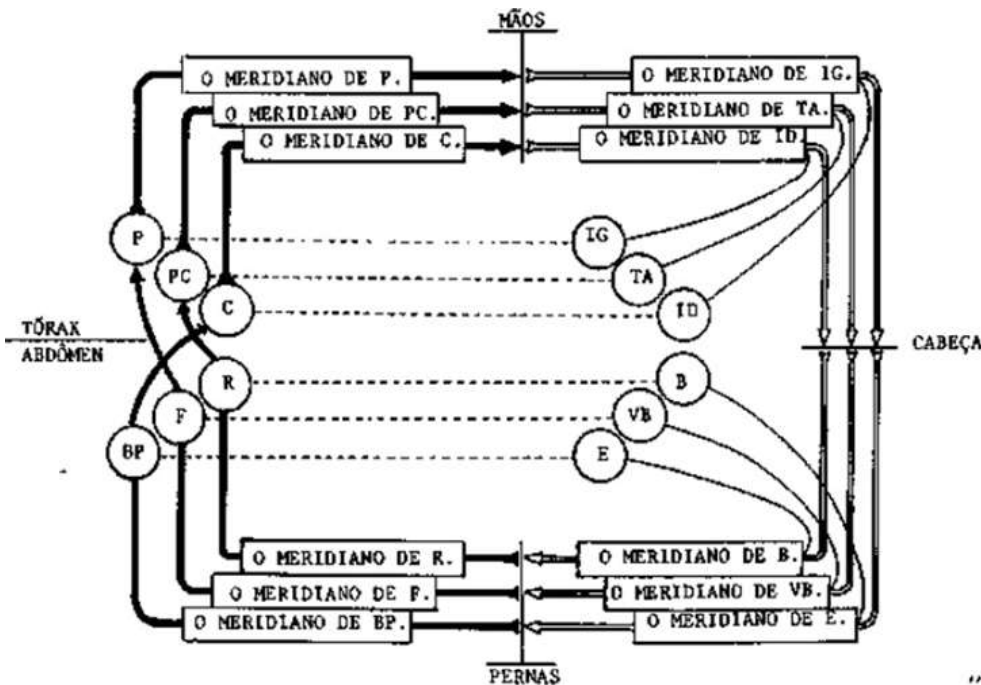 MÃOS
O MERIDIANO DE P.
O MERIDIANO DE IG.
O MERIDIANO DE PC.
O MERIDIANO DE TA.
O MERIDIANO DE C.
O MERIDIANO DE ID.
P
IG
PC
TA
C
ID
TÓRAX
ABDÔMEN
CABEÇA
R
B
F
VB
BP
E
O MERIDIANO DE R.
O MERIDIANO DE B.
O MERIDIANO DE F.
O MERIDIANO DE VB.
O MERIDIANO DE BP.
O MERIDIANO DE E.
PERNAS